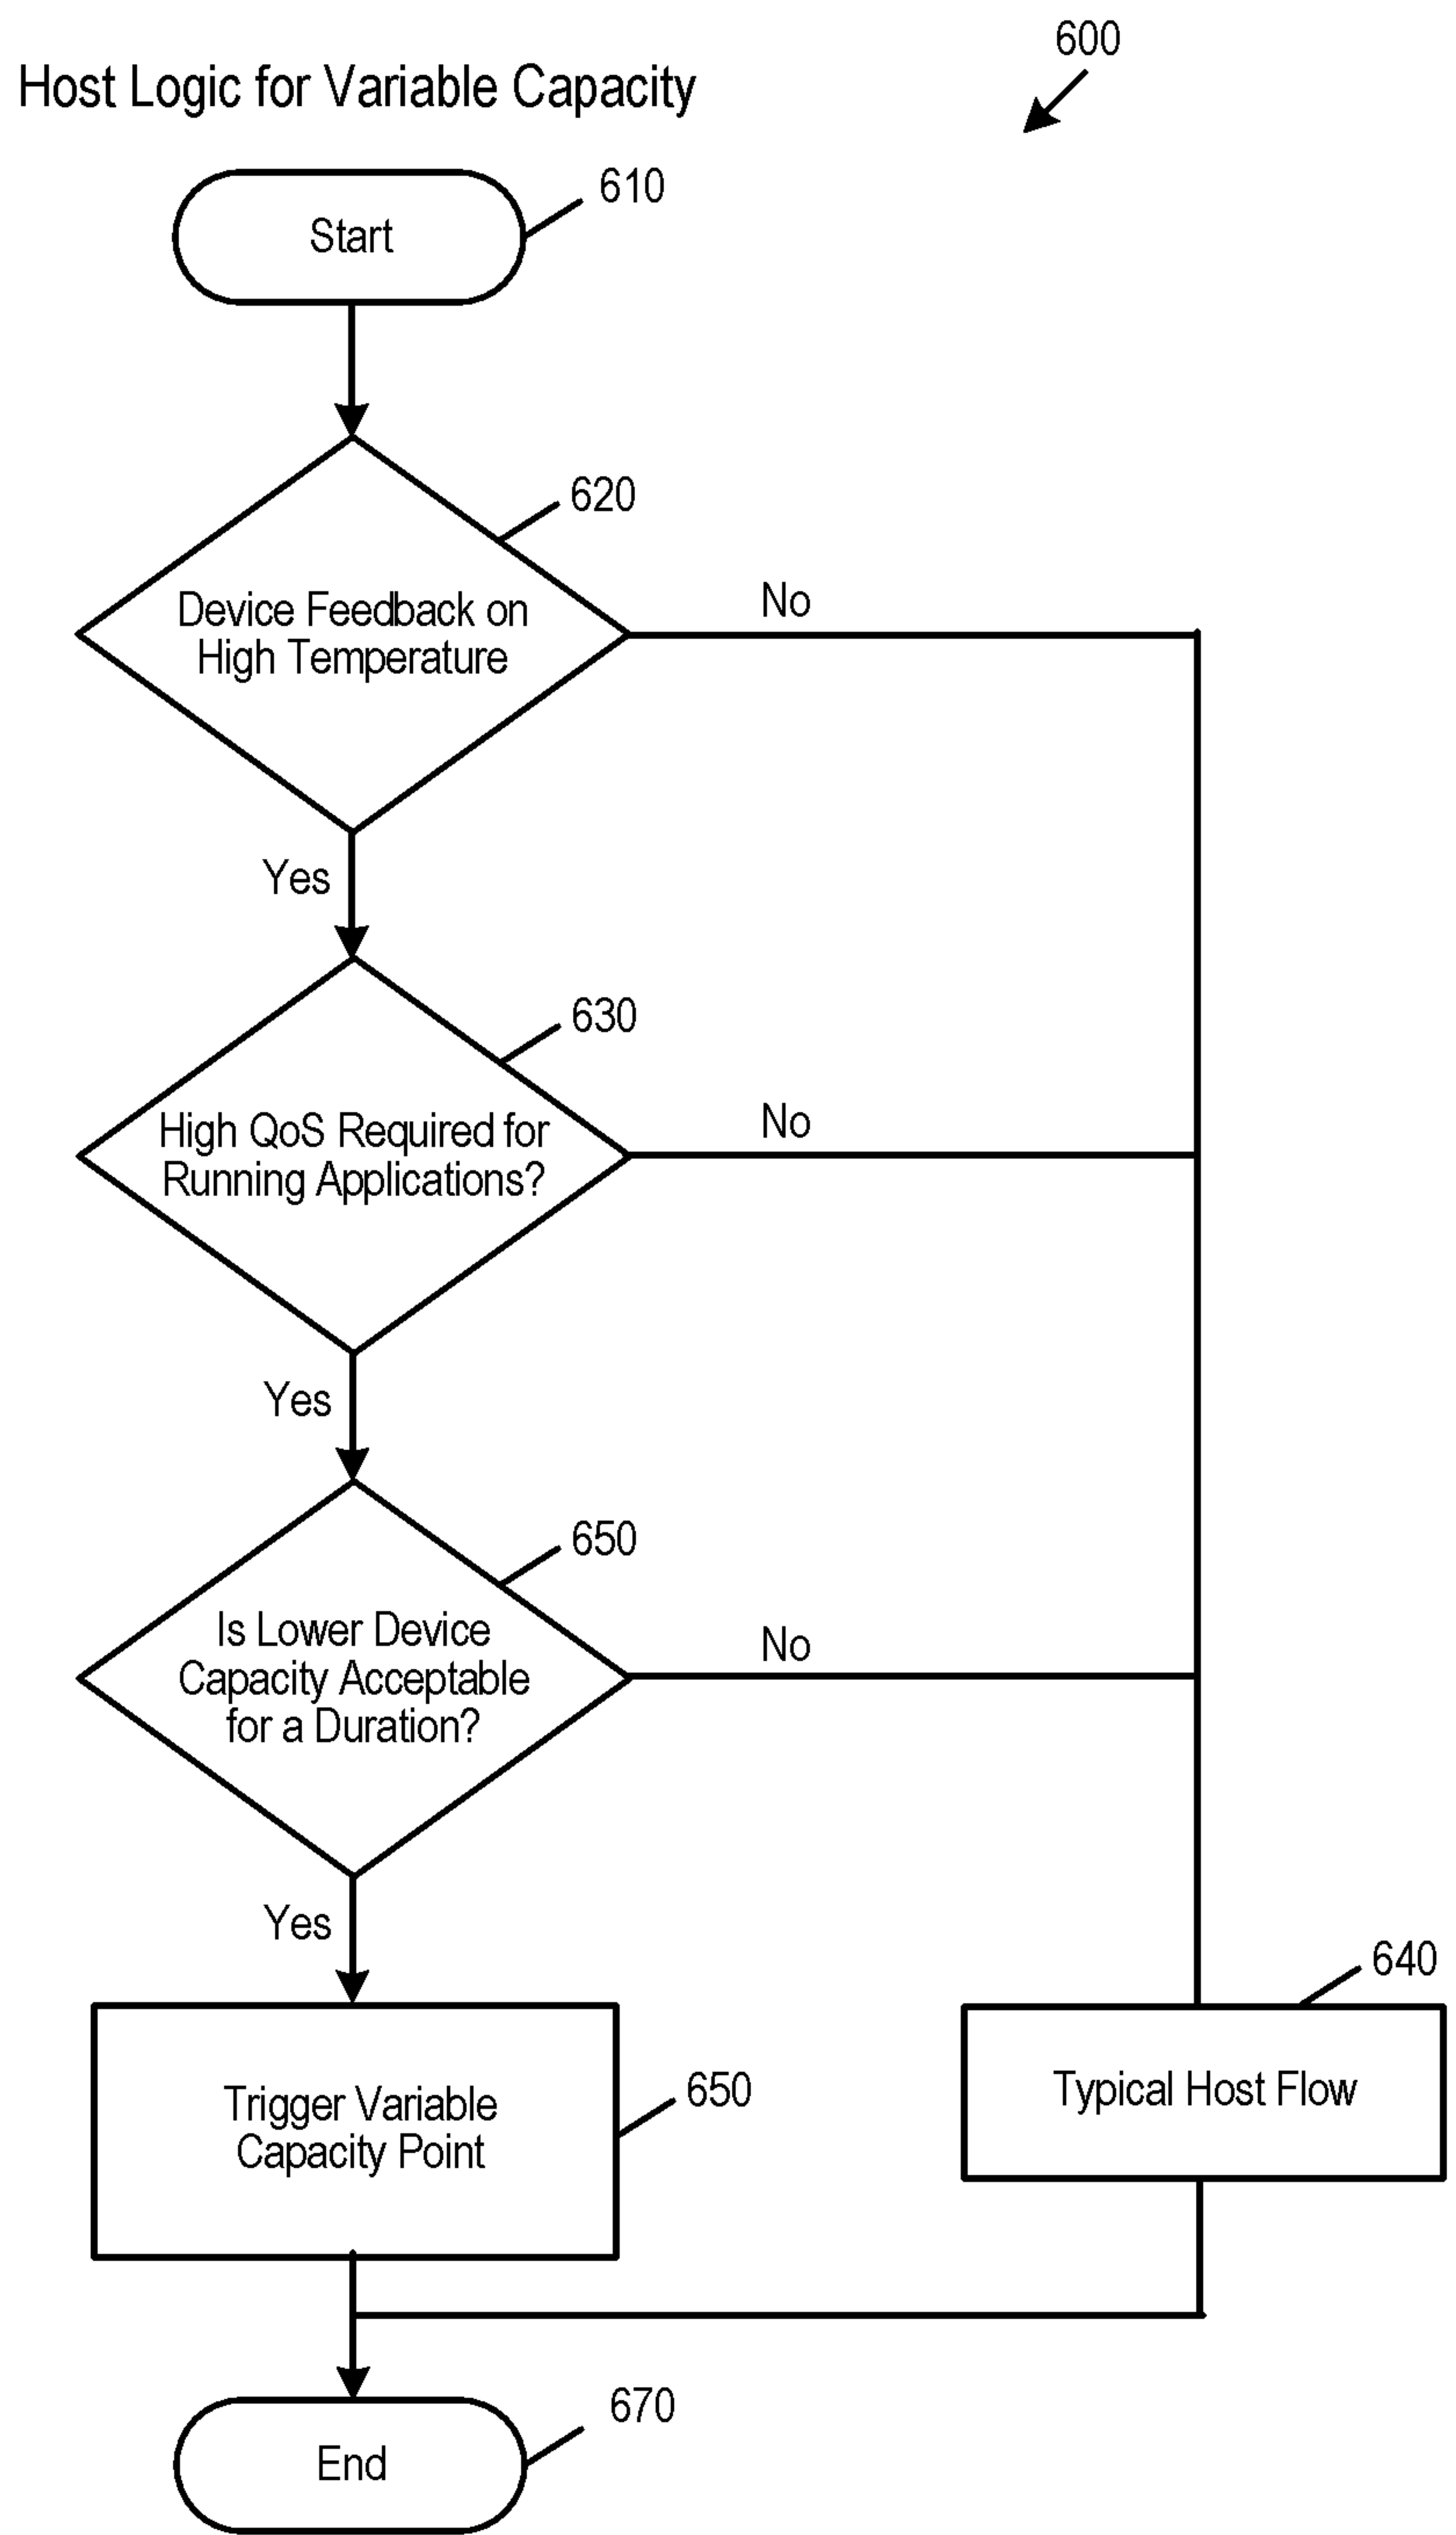 600
Host Logic for Variable Capacity
610
Start
620
Device Feedback on
High Temperature
No
Yes
630
High QoS Required for
Running Applications?
No
Yes
650
Is Lower Device
Capacity Acceptable
for a Duration?
No
Yes
640
Typical Host Flow
650
Trigger Variable
Capacity Point
670
End